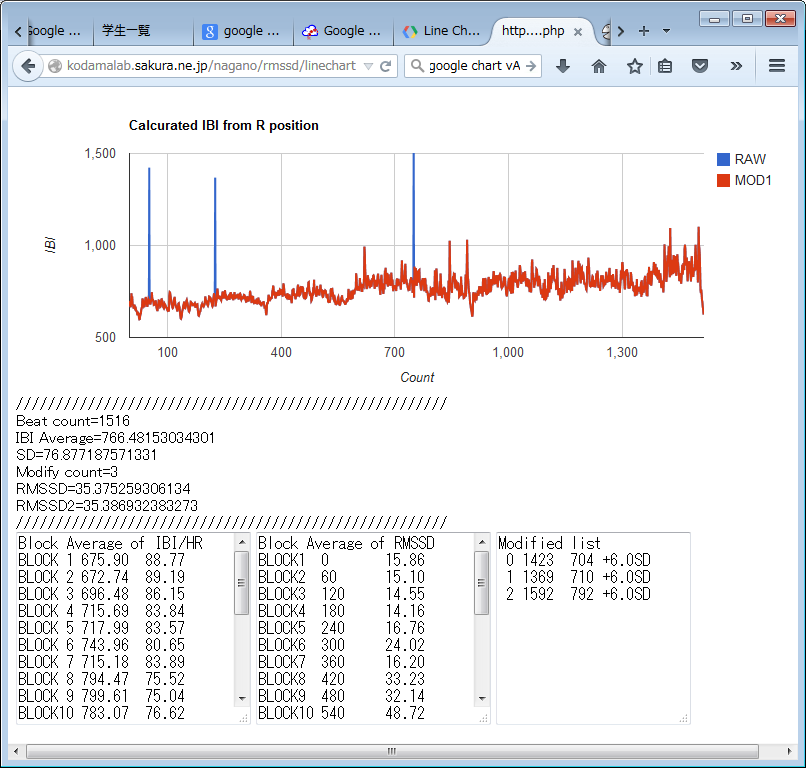 Google ...
学生一覧
google ...
Google ...
Line Ch...
http....php
kodamalab.sakura.ne.jp/nagano/rmssd/linechart
google chart vA
Calcurated IBI from R position
1,500
RAW
MOD1
IBI
1,000
500
100 400 700 1,000 1,300
Count
//////////////////////////////////////////////////////
Beat count=1516
IBI Average=766.48153034301
SD=76.877187571331
Modify count=3
RMSSD=35.375259306134
RMSSD2=35.386932383273
//////////////////////////////////////////////////////
Block Average of IBI/HR
BLOCK 1 675.90 88.77
BLOCK 2 672.74 89.19
BLOCK 3 696.48 86.15
BLOCK 4 715.69 83.84
BLOCK 5 717.99 83.57
BLOCK 6 743.96 80.65
BLOCK 7 715.18 83.89
BLOCK 8 794.47 75.52
BLOCK 9 799.61 75.04
BLOCK10 783.07 76.62
Block Average of RMSSD
BLOCK1 0 15.86
BLOCK2 60 15.10
BLOCK3 120 14.55
BLOCK4 180 14.16
BLOCK5 240 16.76
BLOCK6 300 24.02
BLOCK7 360 16.20
BLOCK8 420 33.23
BLOCK9 480 32.14
BLOCK10 540 48.72
Modified list
0 1423 704 +6.0SD
1 1369 710 +6.0SD
2 1592 792 +6.0SD